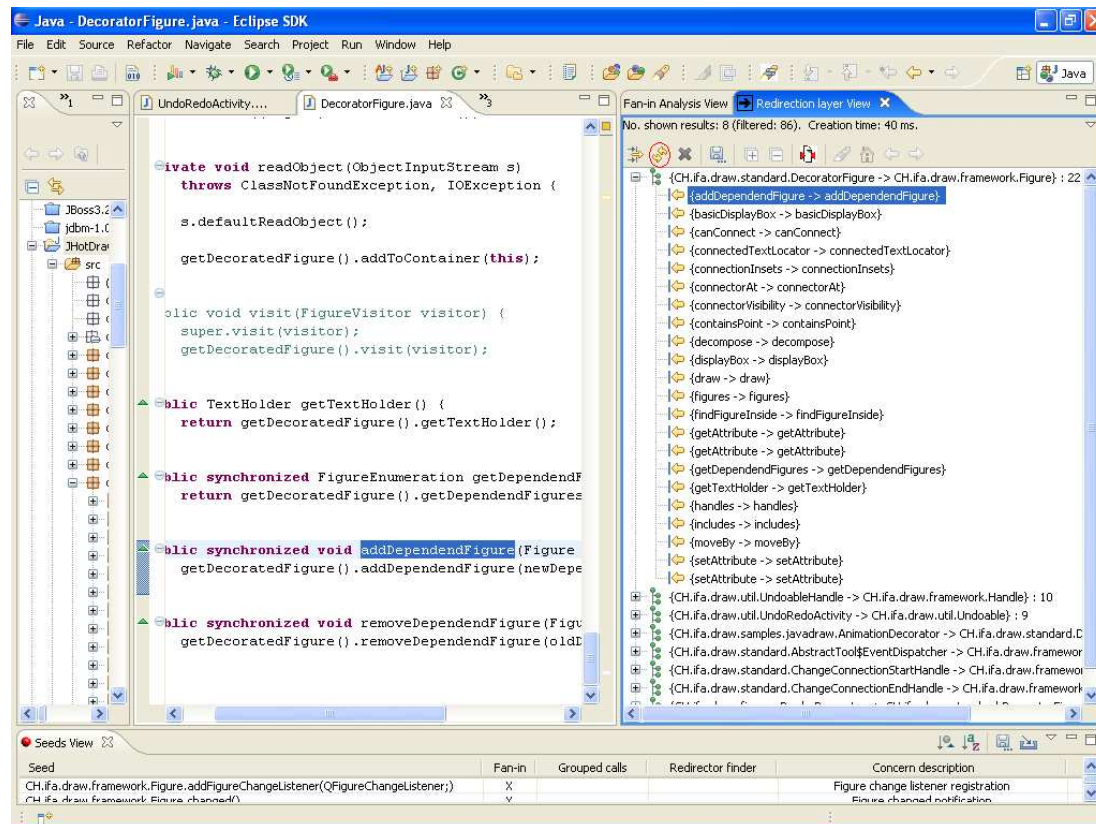 Java - DecoratorFigure.java - Eclipse SDK
File Edit Source Refactor Navigate Search Project Run Window Help
Java
»1
UndoRedoActivity....
DecoratorFigure.java
»3
JBoss3.2
jdbm-1.0
JHotDra
src
ivate void readObject(ObjectInputStream s)
throws ClassNotFoundException, IOException {
s.defaultReadObject();
getDecoratedFigure().addToContainer(this);
blic void visit(FigureVisitor visitor) {
super.visit(visitor);
getDecoratedFigure().visit(visitor);
blic TextHolder getTextHolder() {
return getDecoratedFigure().getTextHolder();
blic synchronized FigureEnumeration getDependendF
return getDecoratedFigure().getDependendFigures
blic synchronized void addDependendFigure(Figure
getDecoratedFigure().addDependendFigure(newDepe
blic synchronized void removeDependendFigure(Figu
getDecoratedFigure().removeDependendFigure(oldD
Fan-in Analysis View Redirection layer View
No. shown results: 8 (filtered: 86). Creation time: 40 ms.
{CH.ifa.draw.standard.DecoratorFigure -> CH.ifa.draw.framework.Figure} : 22
{addDependendFigure -> addDependendFigure}
{basicDisplayBox -> basicDisplayBox}
{canConnect -> canConnect}
{connectedTextLocator -> connectedTextLocator}
{connectionInsets -> connectionInsets}
{connectorAt -> connectorAt}
{connectorVisibility -> connectorVisibility}
{containsPoint -> containsPoint}
{decompose -> decompose}
{displayBox -> displayBox}
{draw -> draw}
{figures -> figures}
{findFigureInside -> findFigureInside}
{getAttribute -> getAttribute}
{getAttribute -> getAttribute}
{getDependendFigures -> getDependendFigures}
{getTextHolder -> getTextHolder}
{handles -> handles}
{includes -> includes}
{moveBy -> moveBy}
{setAttribute -> setAttribute}
{setAttribute -> setAttribute}
{CH.ifa.draw.util.UndoableHandle -> CH.ifa.draw.framework.Handle} : 10
{CH.ifa.draw.util.UndoRedoActivity -> CH.ifa.draw.util.Undoable} : 9
{CH.ifa.draw.samples.javadraw.AnimationDecorator -> CH.ifa.draw.standard.D
{CH.ifa.draw.standard.AbstractTool$EventDispatcher -> CH.ifa.draw.framewor
{CH.ifa.draw.standard.ChangeConnectionStartHandle -> CH.ifa.draw.framewor
{CH.ifa.draw.standard.ChangeConnectionEndHandle -> CH.ifa.draw.framework
Seeds View
Seed Fan-in Grouped calls Redirector finder Concern description
CH.ifa.draw.framework.Figure.addFigureChangeListener(QFigureChangeListener;) X Figure change listener registration
CH.ifa.draw.framework.Figure.changed() X Figure changed notification